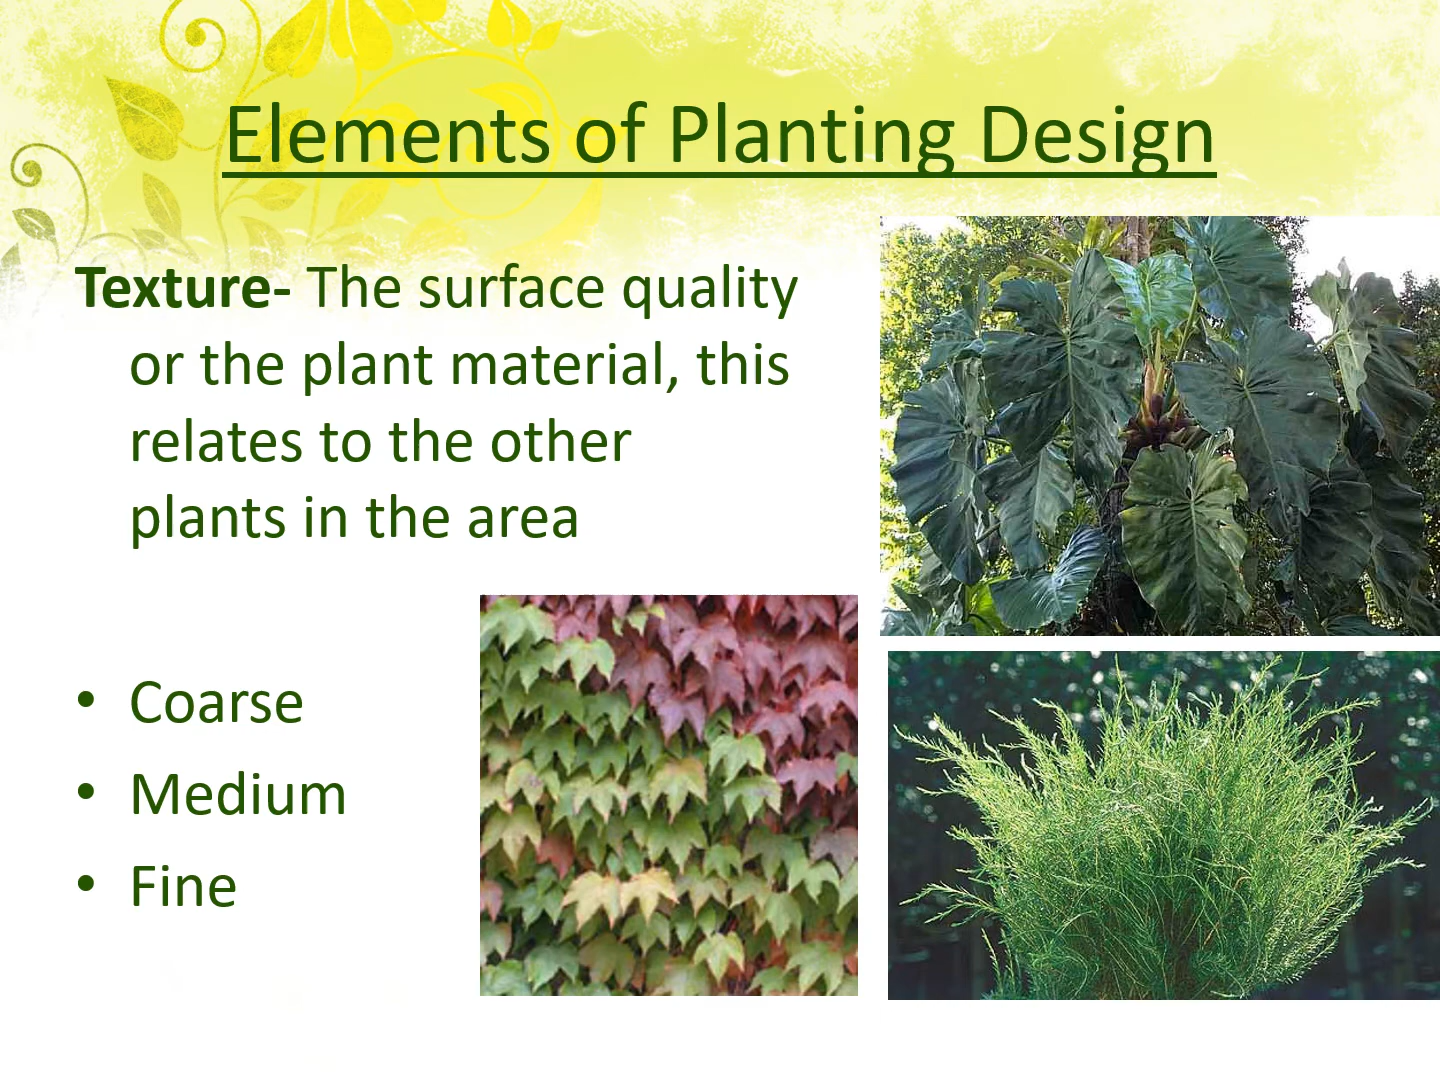 Elements of Planting Design
Texture- The surface quality
or the plant material, this
relates to the other
plants in the area
• Coarse
• Medium
• Fine